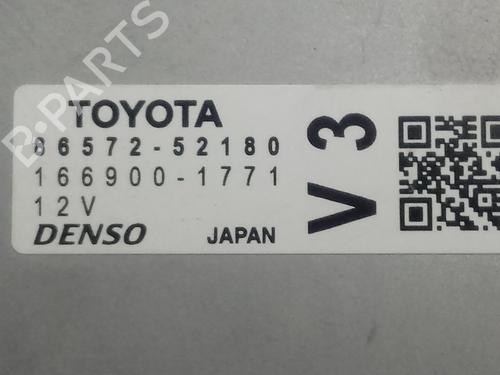 TOYOTA
86572-52180
166900-1771
12V
DENSO JAPAN
V3
B-PARTS